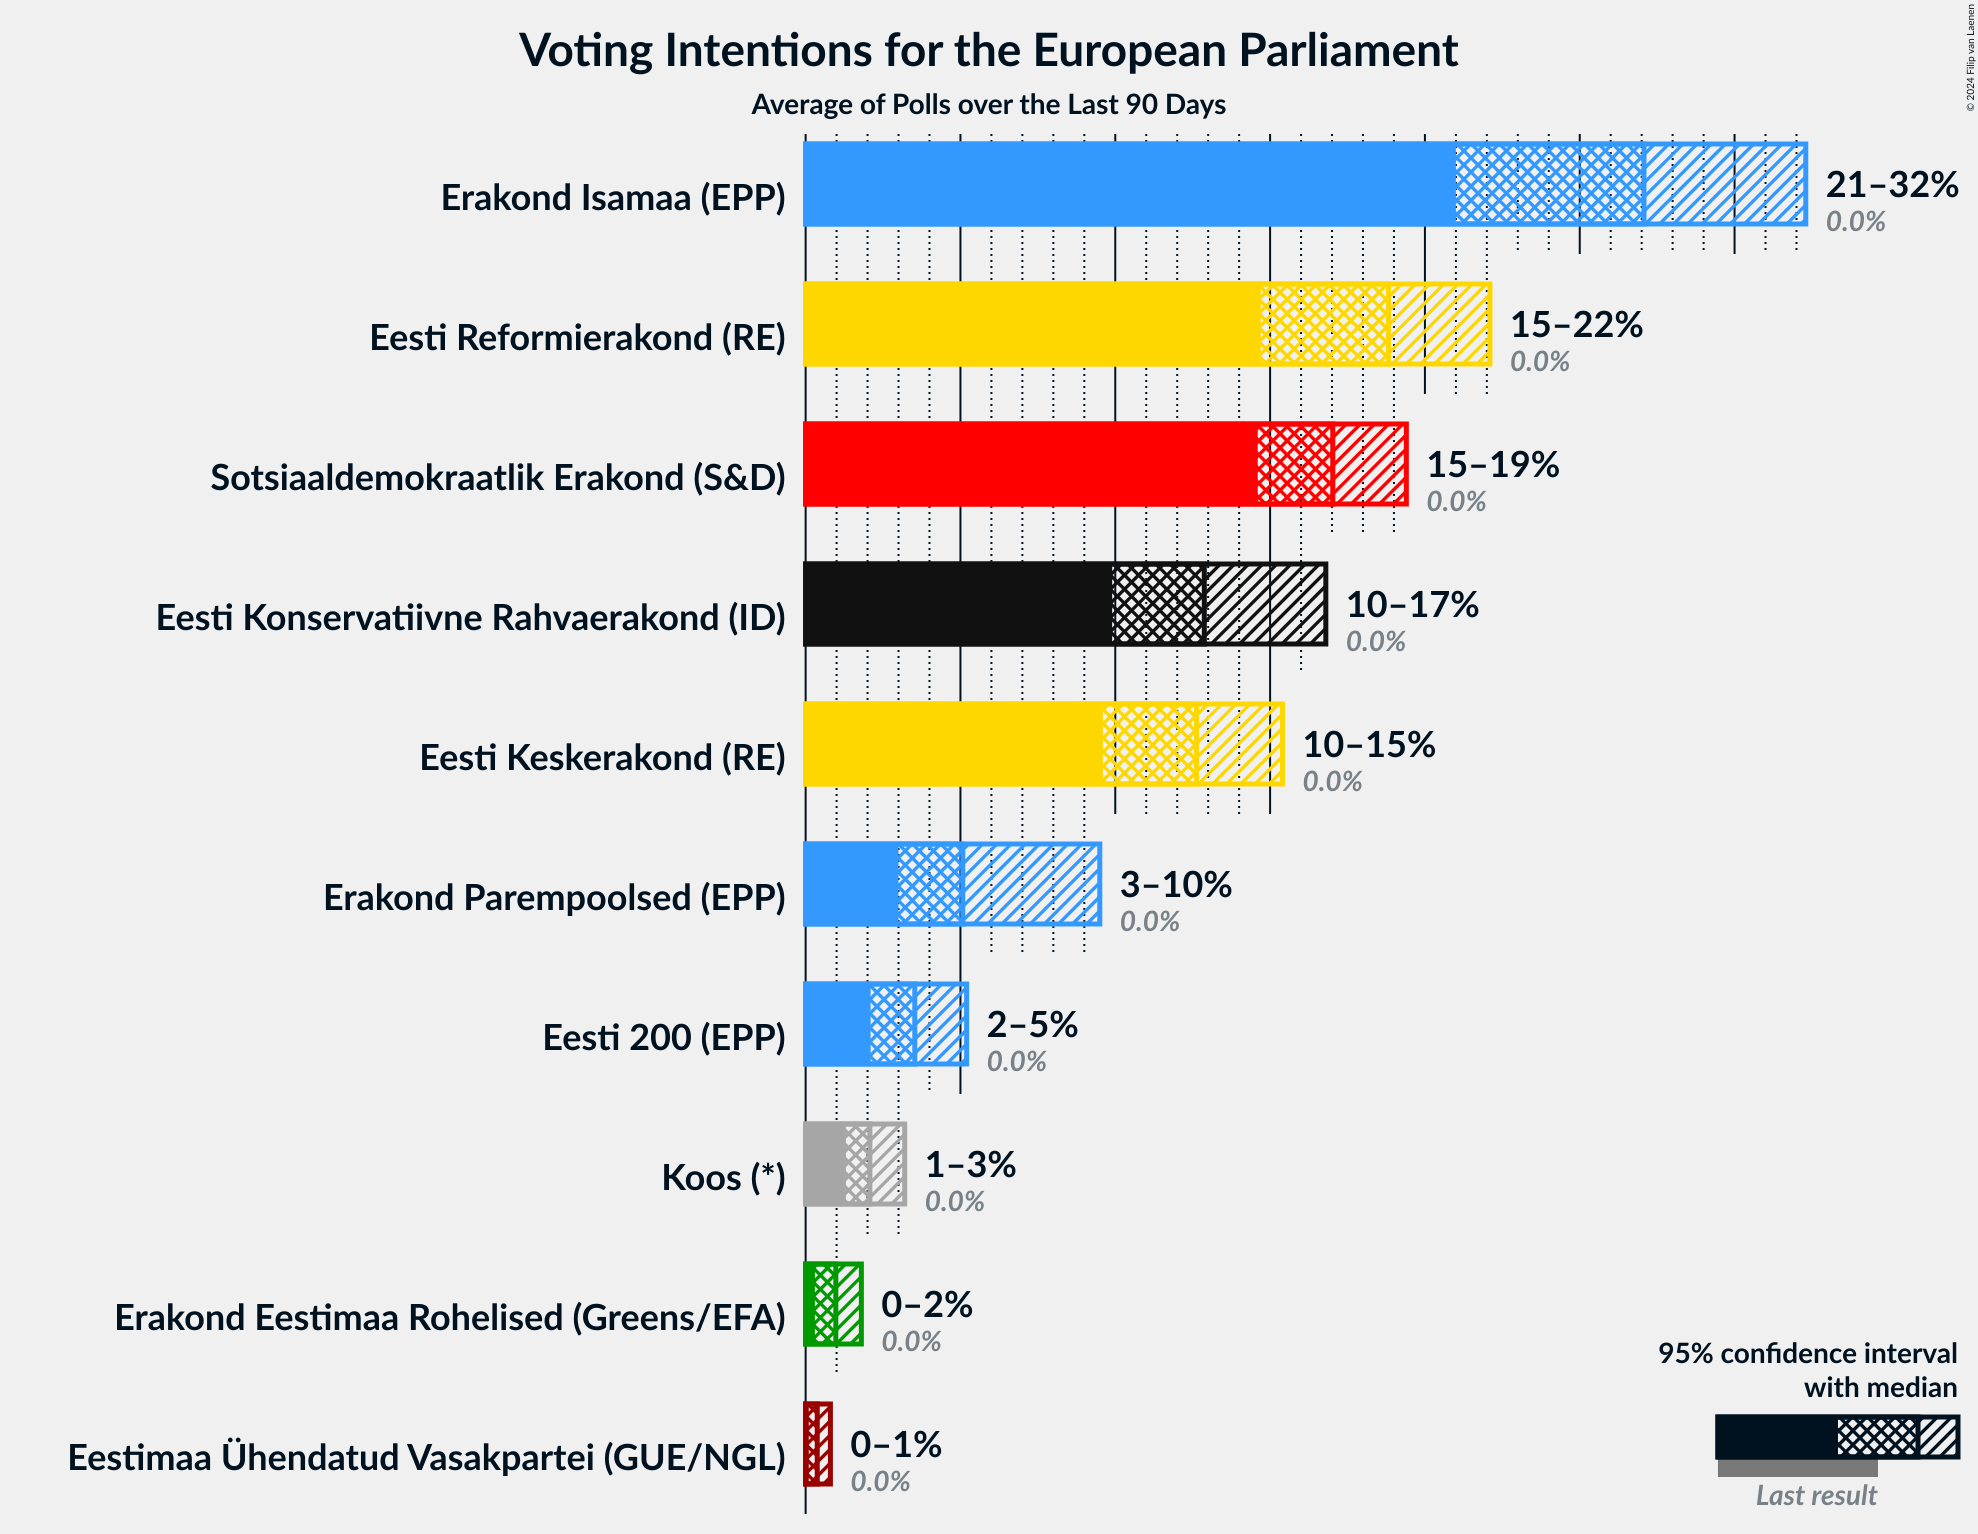 Voting Intentions for the European Parliament
Average of Polls over the Last 90 Days
© 2024 Filip van Laenen
Erakond Isamaa (EPP)
21–32%
0.0%
Eesti Reformierakond (RE)
15–22%
0.0%
Sotsiaaldemokraatlik Erakond (S&D)
15–19%
0.0%
Eesti Konservatiivne Rahvaerakond (ID)
10–17%
0.0%
Eesti Keskerakond (RE)
10–15%
0.0%
Erakond Parempoolsed (EPP)
3–10%
0.0%
Eesti 200 (EPP)
2–5%
0.0%
Koos (*)
1–3%
0.0%
Erakond Eestimaa Rohelised (Greens/EFA)
0–2%
0.0%
Eestimaa Ühendatud Vasakpartei (GUE/NGL)
0–1%
0.0%
95% confidence interval
with median
Last result